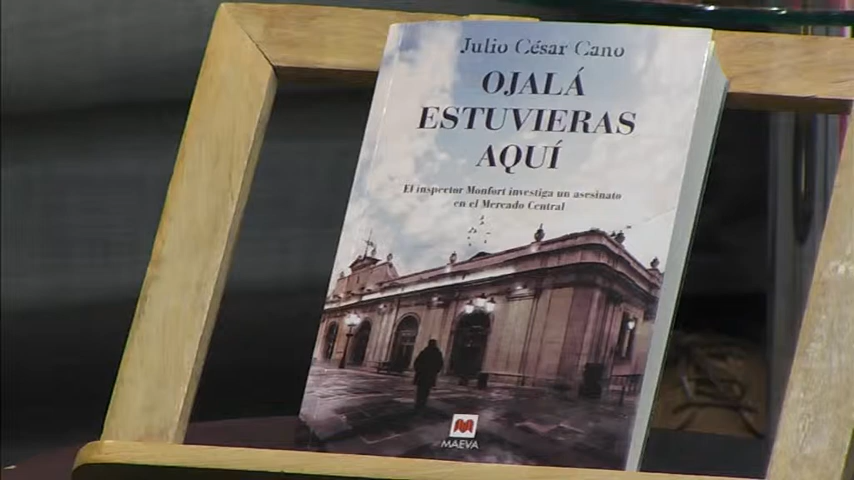 Julio César Cano
OJALÁ
ESTUVIERAS
AQUÍ
El inspector Monfort investiga un asesinato
en el Mercado Central
MAEVA